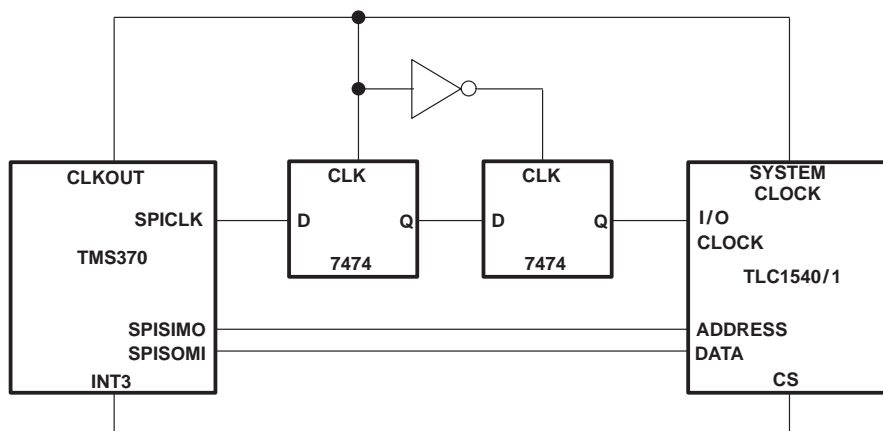 CLKOUT
SPICLK
TMS370
SPISIMO
SPISOMI
INT3
CLK
D
Q
7474
CLK
D
Q
7474
SYSTEM
CLOCK
I/O
CLOCK
TLC1540/1
ADDRESS
DATA
CS